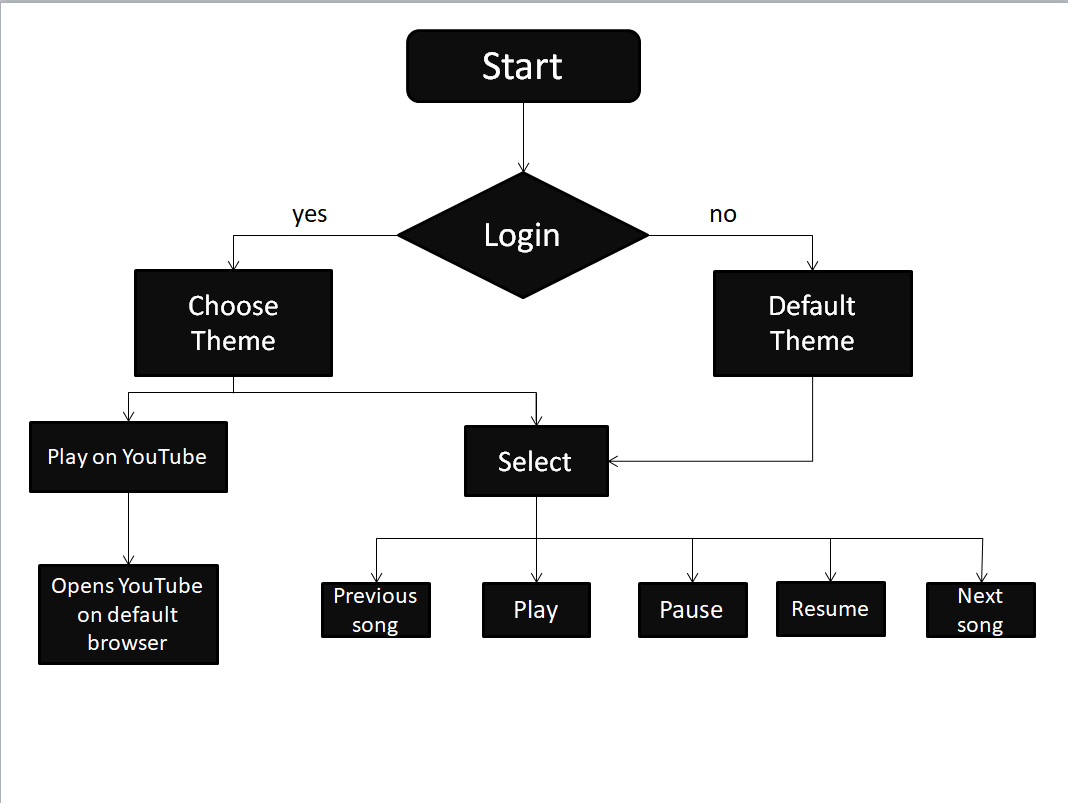 Start
yes
no
Login
Choose
Theme
Default
Theme
Play on YouTube
Select
Opens YouTube
on default
browser
Previous
song
Play
Pause
Resume
Next
song